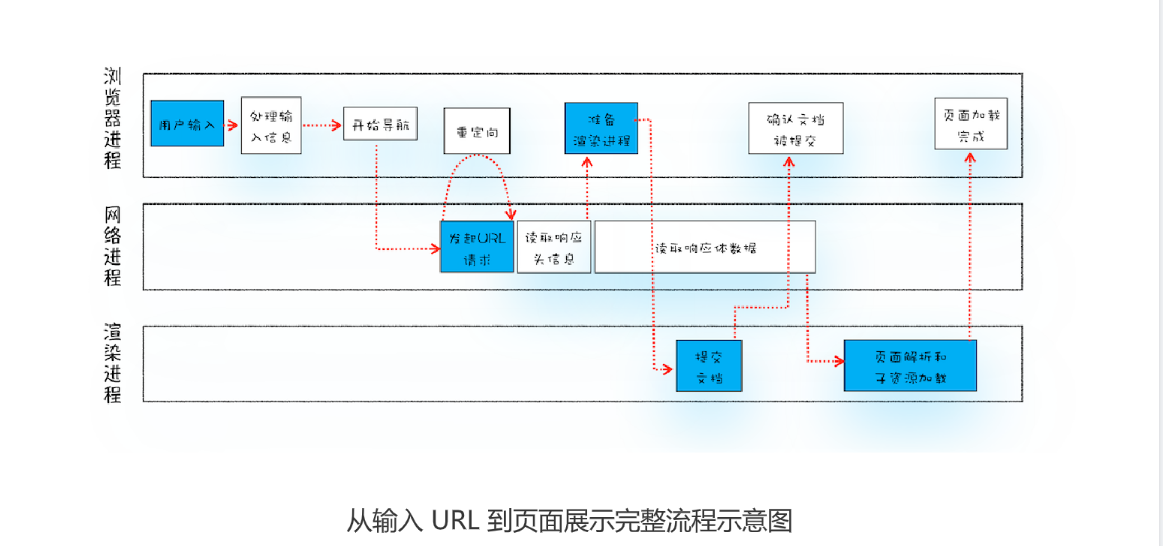 浏览器进程
用户输入
处理输
入信息
开始导航
重定向
准备
渲染进程
确认文档
被提交
页面加载
完成
网络进程
发起URL
请求
读取响应
头信息
读取响应体数据
渲染进程
提交
文档
页面解析和
子资源加载
从输入 URL 到页面展示完整流程示意图